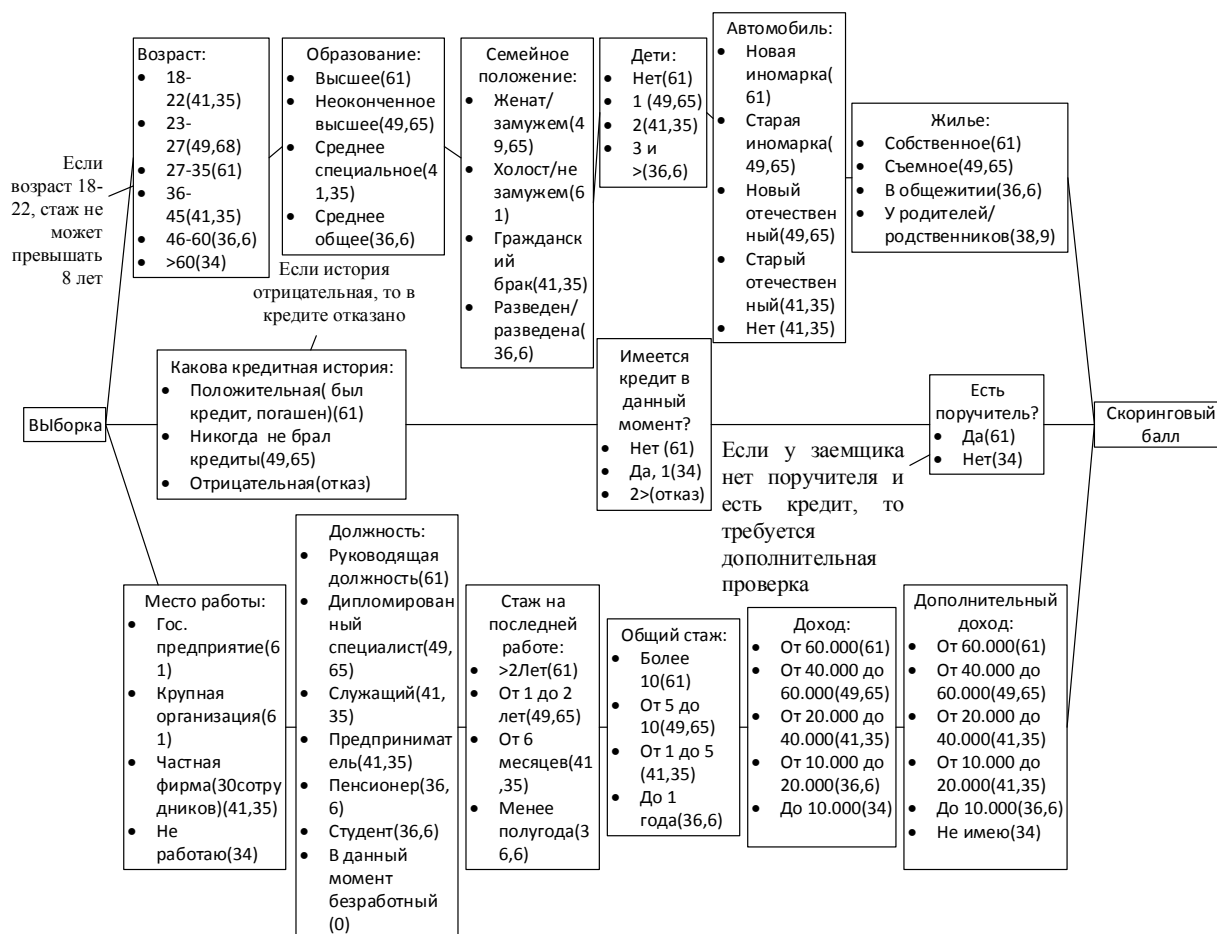 Возраст:
• 18-
22(41,35)
• 23-
27(49,68)
• 27-35(61)
• 36-
45(41,35)
• 46-60(36,6)
• >60(34)
Образование:
• Высшее(61)
• Неоконченное
высшее(49,65)
• Среднее
специальное(4
1,35)
• Среднее
общее(36,6)
Семейное
положение:
• Женат/
замужем(4
9,65)
• Холост/не
замужем(6
1)
• Граждански
й
брак(41,35)
• Разведен/
разведена(
36,6)
Дети:
• Нет(61)
• 1 (49,65)
• 2(41,35)
• 3 и
>(36,6)
Автомобиль:
• Новая
иномарка(
61)
• Старая
иномарка(
49,65)
• Новый
отечествен
ный(49,65)
• Старый
отечествен
ный(41,35)
• Нет (41,35)
Жилье:
• Собственное(61)
• Съемное(49,65)
• В общежитии(36,6)
• У родителей/
родственников(38,9)
Если
возраст 18-
22, стаж не
может
превышать
8 лет
Если история
отрицательная, то в
кредите отказано
ВЫборка
Какова кредитная история:
• Положительная( был
кредит, погашен)(61)
• Никогда не брал
кредиты(49,65)
• Отрицательная(отказ)
Имеется
кредит в
данный
момент?
• Нет (61)
• Да, 1(34)
• 2>(отказ)
Если у заемщика
нет поручителя и
есть кредит, то
требуется
дополнительная
проверка
Есть
поручитель?
• Да(61)
• Нет(34)
Скоринговый
балл
Место работы:
• Гос.
предприятие(6
1)
• Крупная
организация(6
1)
• Частная
фирма(30сотру
дников)(41,35)
• Не
работаю(34)
Должность:
• Руководящая
должность(61)
• Дипломирован
ный
специалист(49,
65)
• Служащий(41,
35)
• Предпринимат
ель(41,35)
• Пенсионер(36,
6)
• Студент(36,6)
• В данный
момент
безработный
(0)
Стаж на
последней
работе:
• >2Лет(61)
• От 1 до 2
лет(49,65)
• От 6
месяцев(41
,35)
• Менее
полугода(3
6,6)
Общий стаж:
• Более
10(61)
• От 5 до
10(49,65)
• От 1 до 5
(41,35)
• До 1
года(36,6)
Доход:
• От 60.000(61)
• От 40.000 до
60.000(49,65)
• От 20.000 до
40.000(41,35)
• От 10.000 до
20.000(36,6)
• До 10.000(34)
Дополнительный
доход:
• От 60.000(61)
• От 40.000 до
60.000(49,65)
• От 20.000 до
40.000(41,35)
• От 10.000 до
20.000(41,35)
• До 10.000(36,6)
• Не имею(34)